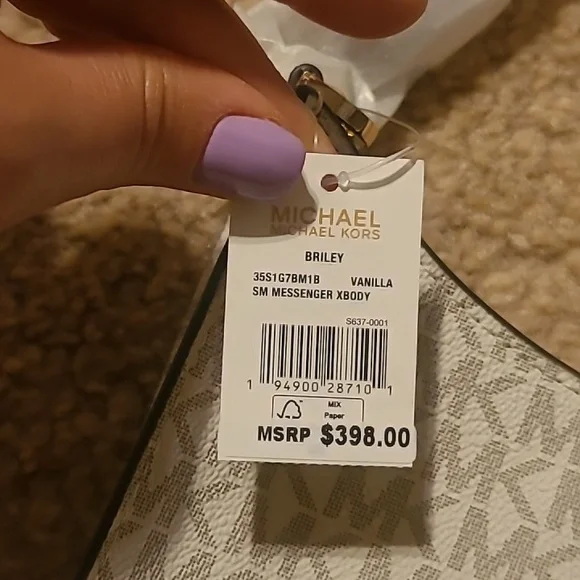 MICHAEL
MICHAEL KORS
BRILEY
35S1G7BM1B VANILLA
SM MESSENGER XBODY
S637-0001
1 94900 28710 1
MIX
Paper
MSRP $398.00